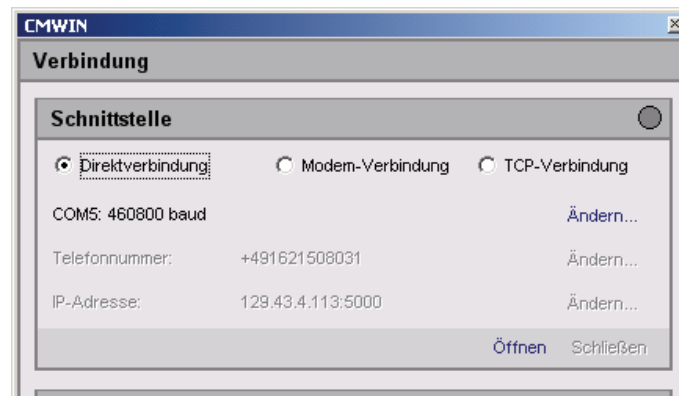 CMWIN
Verbindung
Schnittstelle
Direktverbindung Modem-Verbindung TCP-Verbindung
COM5: 460800 baud Ändern...
Telefonnummer: +491621508031 Ändern...
IP-Adresse: 129.43.4.113:5000 Ändern...
Öffnen Schließen